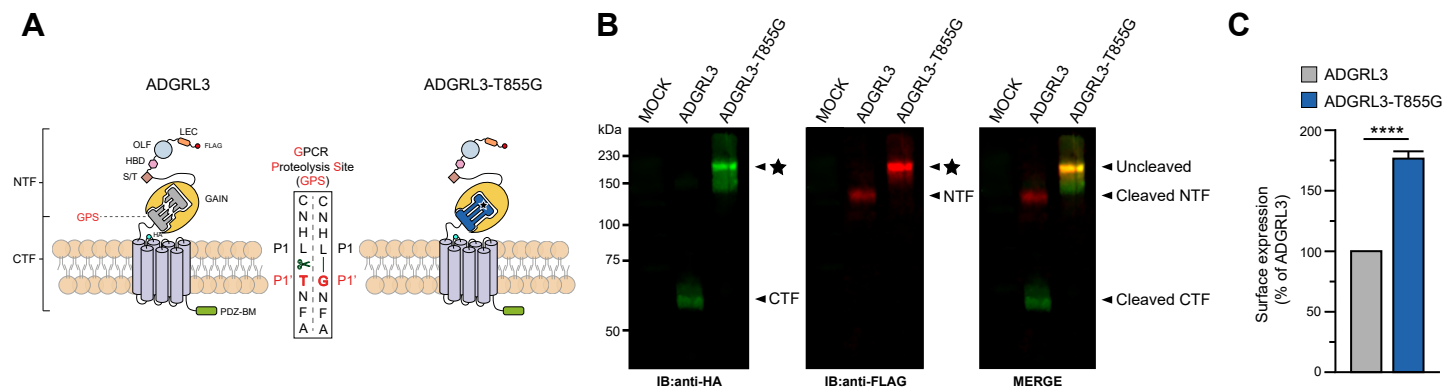 A
ADGRL3
ADGRL3-T855G
NTF
CTF
LEC
OLF
FLAG
HBD
S/T
GAIN
GPS
HA
PDZ-BM
GPCR
Proteolysis Site
(GPS)
C C
N N
H H
L L
P1 P1
P1' T G P1'
N N
F F
A A
B
MOCK
ADGRL3
ADGRL3-T855G
MOCK
ADGRL3
ADGRL3-T855G
MOCK
ADGRL3
ADGRL3-T855G
kDa
230
150
100
75
50
CTF
NTF
Uncleaved
Cleaved NTF
Cleaved CTF
IB:anti-HA
IB:anti-FLAG
MERGE
C
ADGRL3
ADGRL3-T855G
Surface expression
(% of ADGRL3)
200
150
100
50
0
****